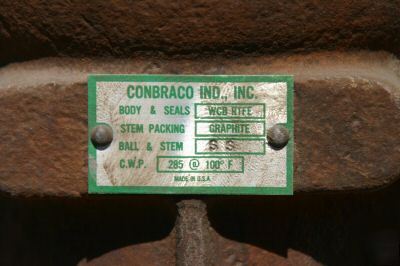 CONBRACO IND., INC.
BODY & SEALS WCB RTFE
STEM PACKING GRAPHITE
BALL & STEM S S
C.W.P. 285 @ 100° F
MADE IN U.S.A.